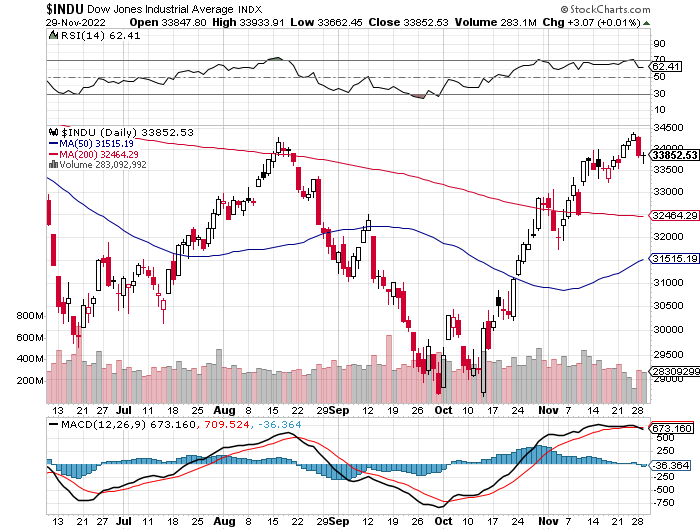 $INDU Dow Jones Industrial Average INDX © StockCharts.com
29-Nov-2022 Open 33847.80 High 33933.91 Low 33662.45 Close 33852.53 Volume 283.1M Chg +3.07 (+0.01%)
RSI(14) 62.41
90
70
62.41
50
30
10
$INDU (Daily) 33852.53
MA(50) 31515.19
MA(200) 32464.29
Volume 283,092,992
34500
33852.53
33500
33000
32464.29
32000
31515.19
31000
30500
30000
29500
29000
28309299
800M
600M
400M
200M
13 21 27 Jul 11 18 25 Aug 8 15 22 29 Sep 12 19 26 Oct 10 17 24 Nov 7 14 21 28
MACD(12,26,9) 673.160, 709.524, -36.364
673.160
500
250
-36.364
-250
-500
-750
13 21 27 Jul 11 18 25 Aug 8 15 22 29 Sep 12 19 26 Oct 10 17 24 Nov 7 14 21 28